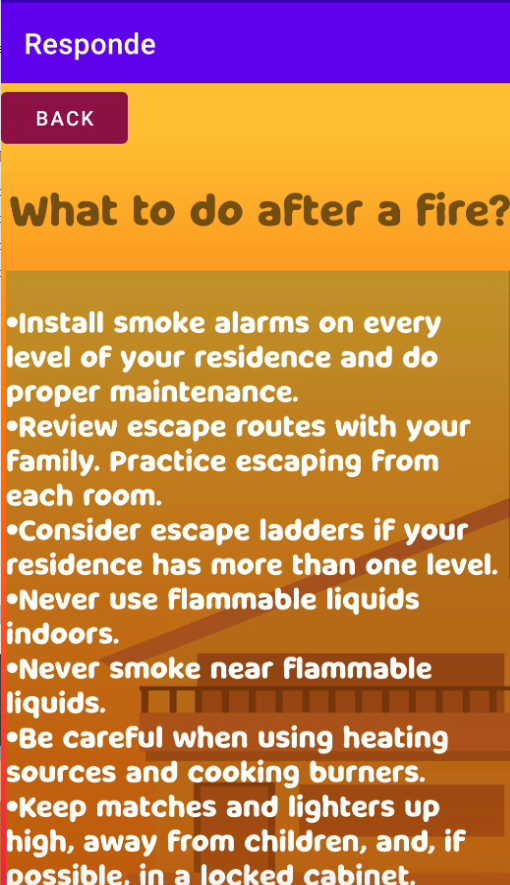 Responde
BACK
What to do after a fire?
•Install smoke alarms on every
level of your residence and do
proper maintenance.
•Review escape routes with your
family. Practice escaping from
each room.
•Consider escape ladders if your
residence has more than one level.
•Never use flammable liquids
indoors.
•Never smoke near flammable
liquids.
•Be careful when using heating
sources and cooking burners.
•Keep matches and lighters up
high, away from children, and, if
possible, in a locked cabinet.